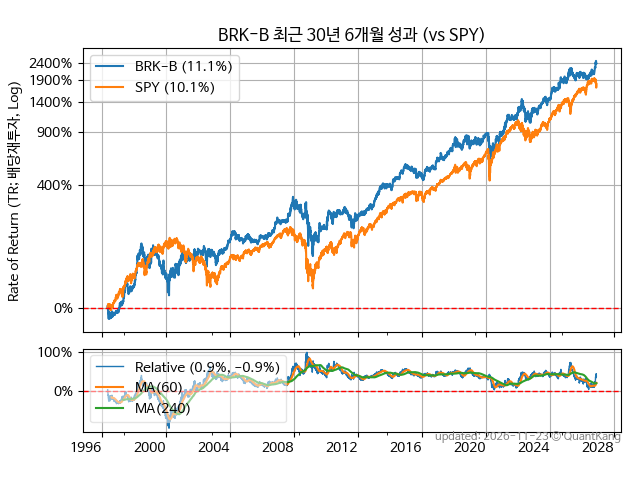 BRK-B 최근 30년 6개월 성과 (vs SPY)
Rate of Return (TR; 배당재투자, Log)
2400%
1900%
1400%
900%
400%
0%
BRK-B (11.1%)
SPY (10.1%)
100%
0%
Relative (0.9%, -0.9%)
MA(60)
MA(240)
1996 2000 2004 2008 2012 2016 2020 2024 2028
updated: 2026-11-23 © QuantKang